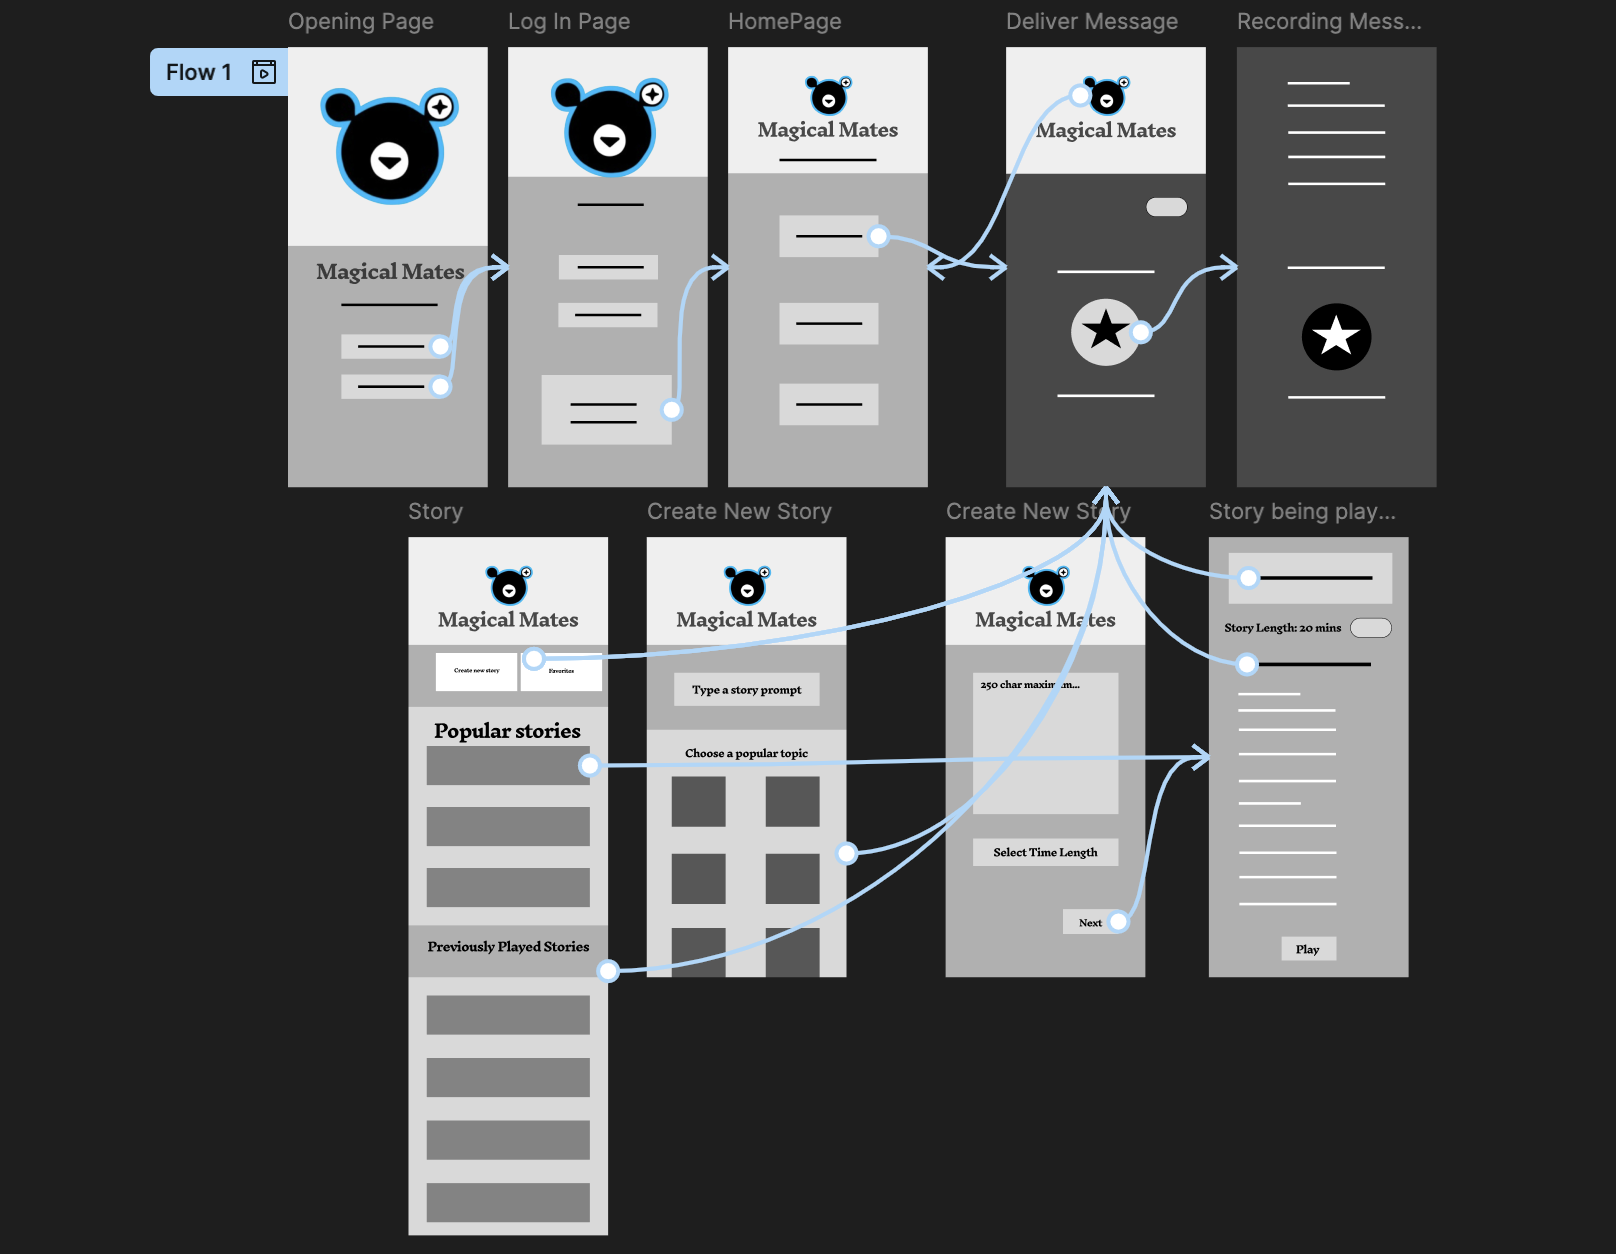 Opening Page
Log In Page
HomePage
Deliver Message
Recording Mess...
Flow 1
Magical Mates
Magical Mates
Magical Mates
Story
Create New Story
Create New Story
Story being play...
Magical Mates
Magical Mates
Magical Mates
Story Length: 20 mins
Create new story
Favorites
Type a story prompt
250 char maximum...
Popular stories
Choose a popular topic
Select Time Length
Next
Previously Played Stories
Play